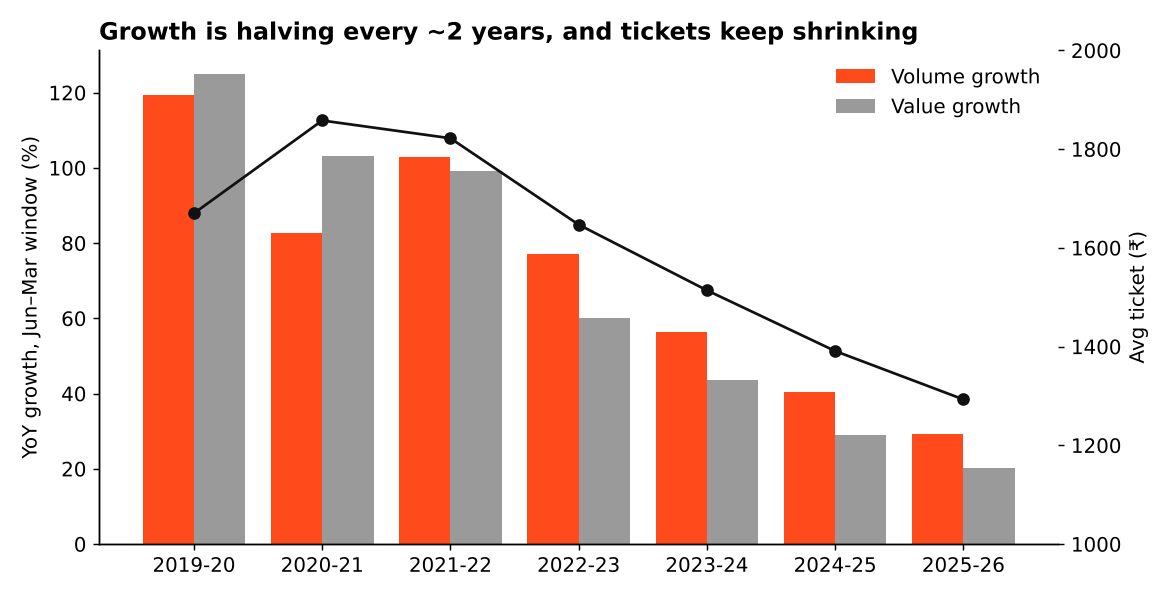 Growth is halving every ~2 years, and tickets keep shrinking
Volume growth
Value growth
YoY growth, Jun–Mar window (%)
120
100
80
60
40
20
0
2000
1800
1600
1400
1200
1000
Avg ticket (₹)
2019-20 2020-21 2021-22 2022-23 2023-24 2024-25 2025-26